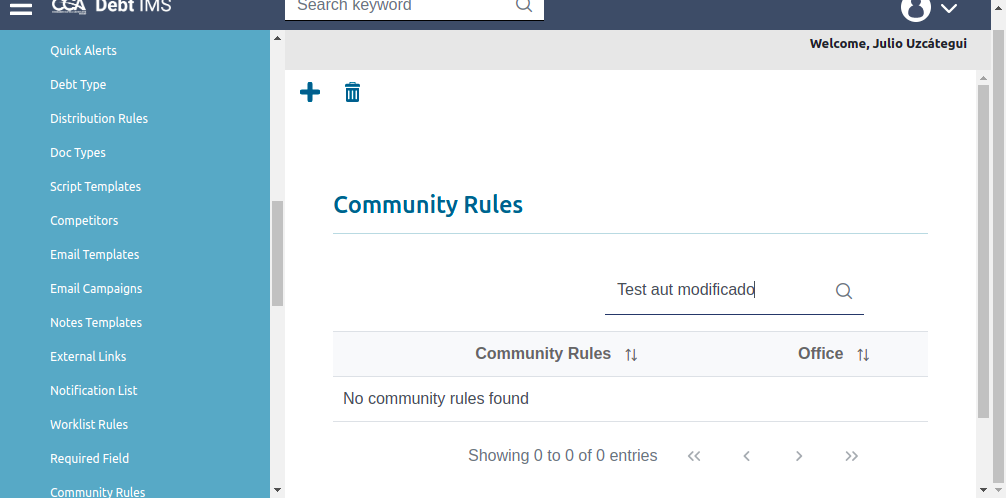 CCA Debt IMS
Search keyword
Welcome, Julio Uzcátegui
Quick Alerts
Debt Type
Distribution Rules
Doc Types
Script Templates
Competitors
Email Templates
Email Campaigns
Notes Templates
External Links
Notification List
Worklist Rules
Required Field
Community Rules
Community Rules
Test aut modificado
Community Rules Office
No community rules found
Showing 0 to 0 of 0 entries